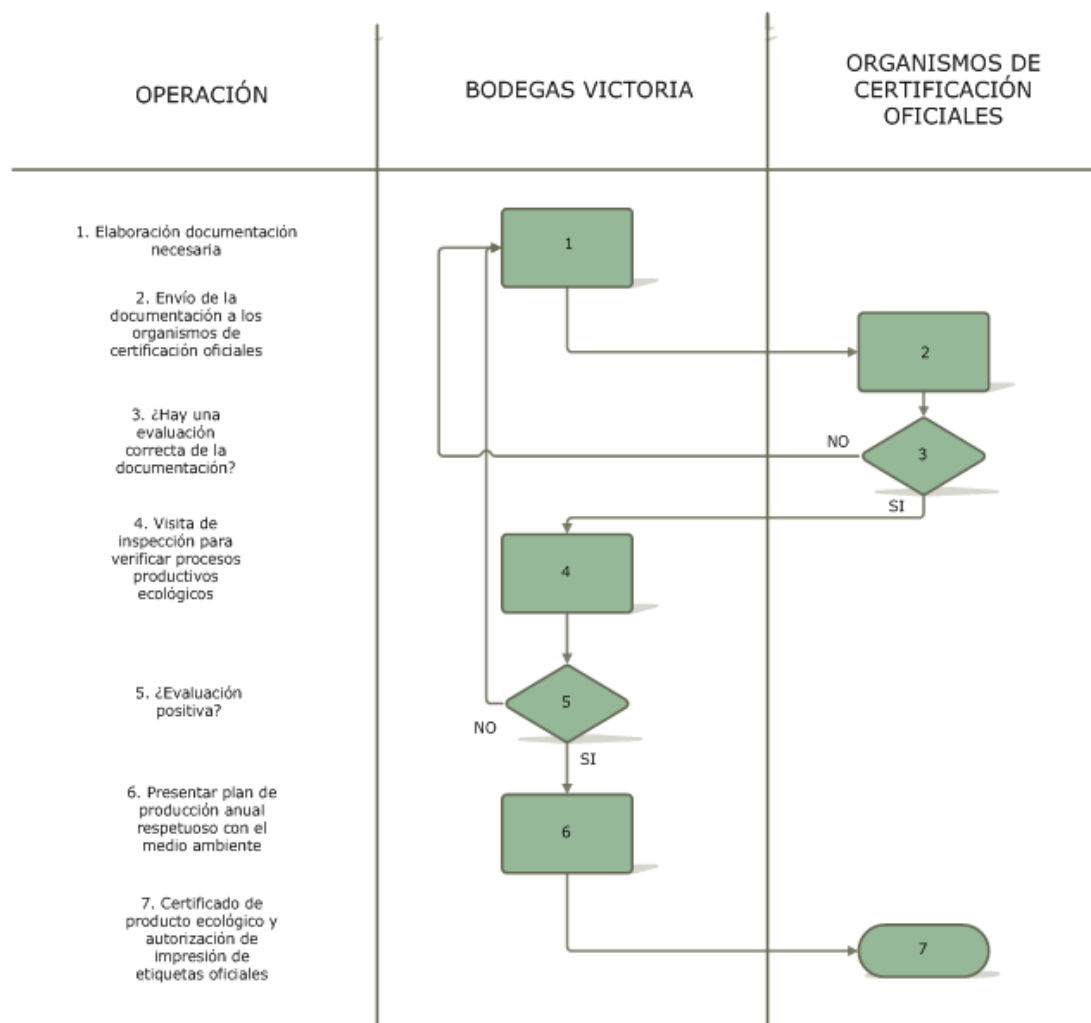 OPERACIÓN
BODEGAS VICTORIA
ORGANISMOS DE
CERTIFICACIÓN
OFICIALES
1. Elaboración documentación
necesaria
1
2. Envío de la
documentación a los
organismos de
certificación oficiales
2
3. ¿Hay una
evaluación
correcta de la
documentación?
NO
3
SI
4. Visita de
inspección para
verificar procesos
productivos
ecológicos
4
5. ¿Evaluación
positiva?
5
NO
SI
6. Presentar plan de
producción anual
respetuoso con el
medio ambiente
6
7. Certificado de
producto ecológico y
autorización de
impresión de
etiquetas oficiales
7